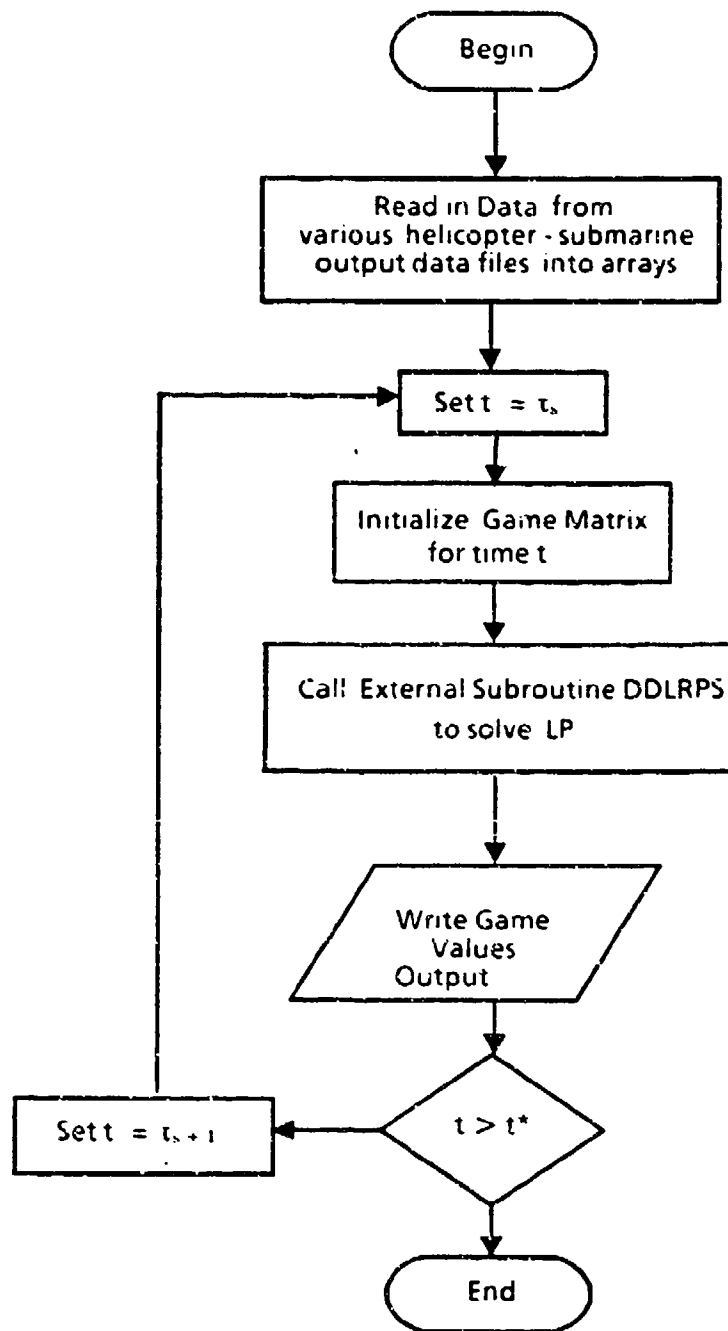 Begin
Read in Data from
various helicopter - submarine
output data files into arrays
Set t = τₛ
Initialize Game Matrix
for time t
Call External Subroutine DDLRPS
to solve LP
Write Game
Values
Output
t > t*
Set t = τₛ₊₁
End